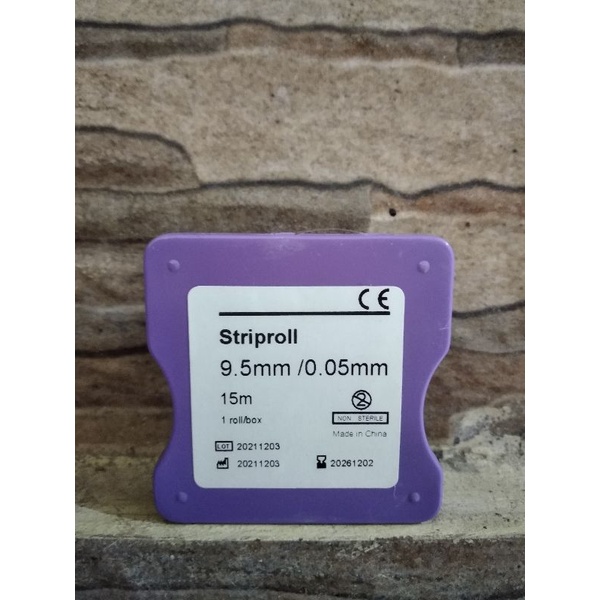 CE
Striproll
9.5mm /0.05mm
15m
2
1 roll/box
NON STERILE
Made in China
LOT 20211203
20211203
20261202